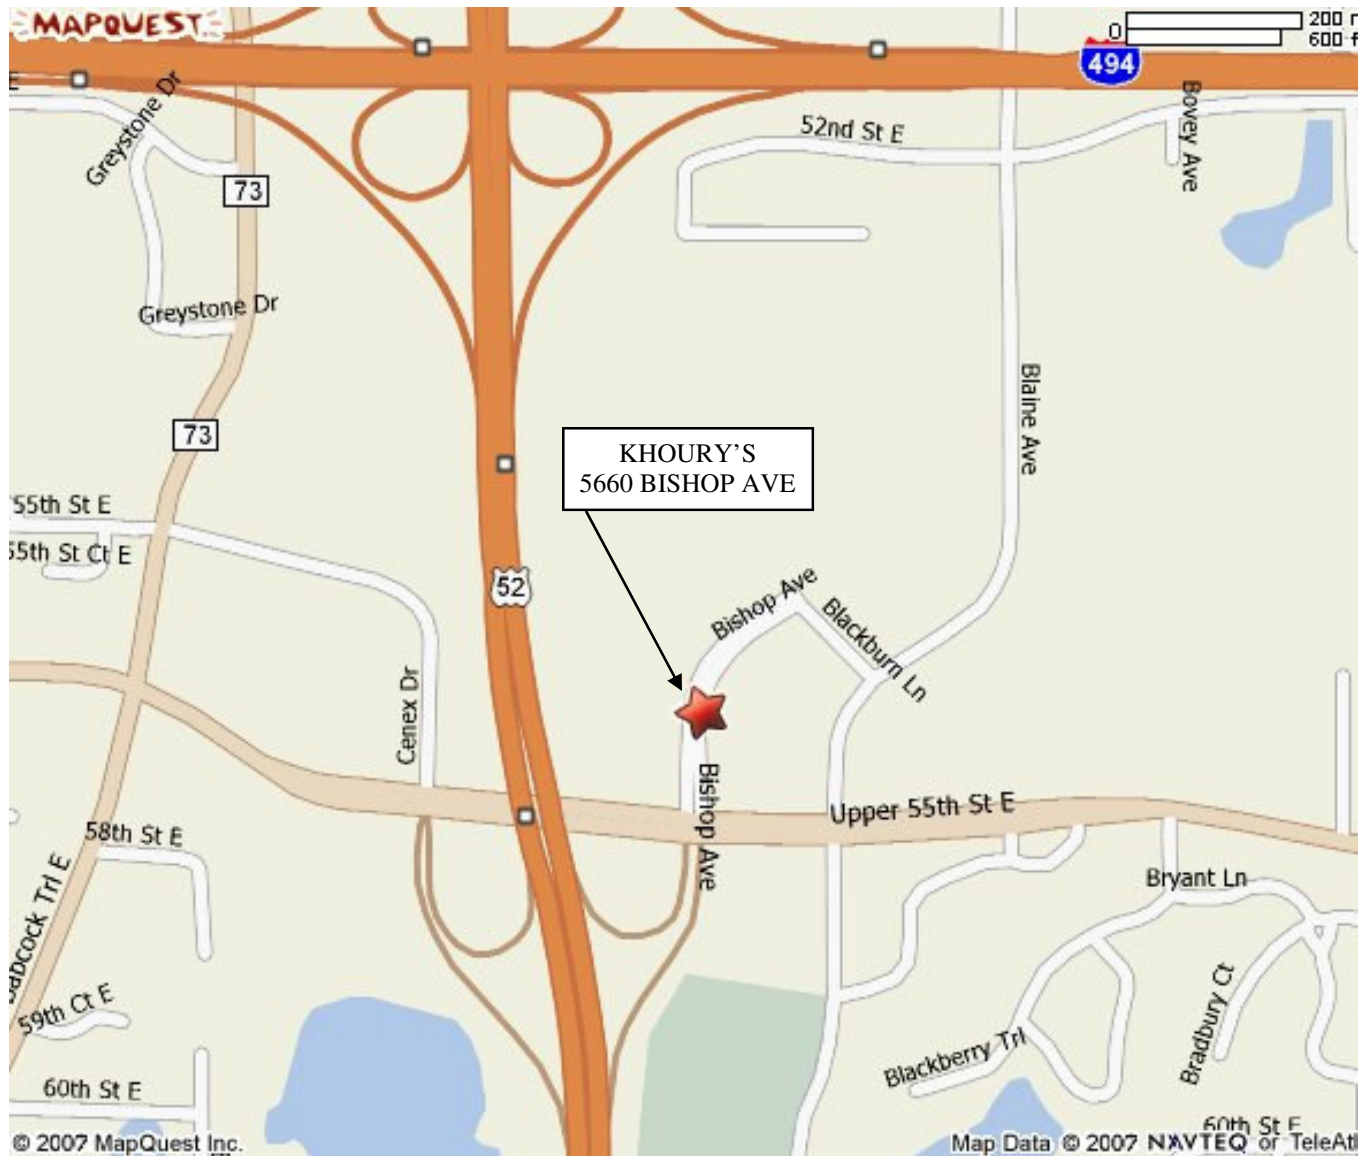 MAPQUEST
0
200 m
600 f
494
E
Greystone Dr
52nd St E
Bovey Ave
73
Greystone Dr
Blaine Ave
73
KHOURY'S
5660 BISHOP AVE
55th St E
55th St Ct E
52
Bishop Ave
Blackburn Ln
Cenex Dr
Bishop Ave
Upper 55th St E
58th St E
Bryant Ln
Babcock Trl E
Bradbury Ct
59th Ct E
Blackberry Trl
60th St E
60th St E
© 2007 MapQuest Inc.
Map Data © 2007 NAVTEQ or TeleAtl